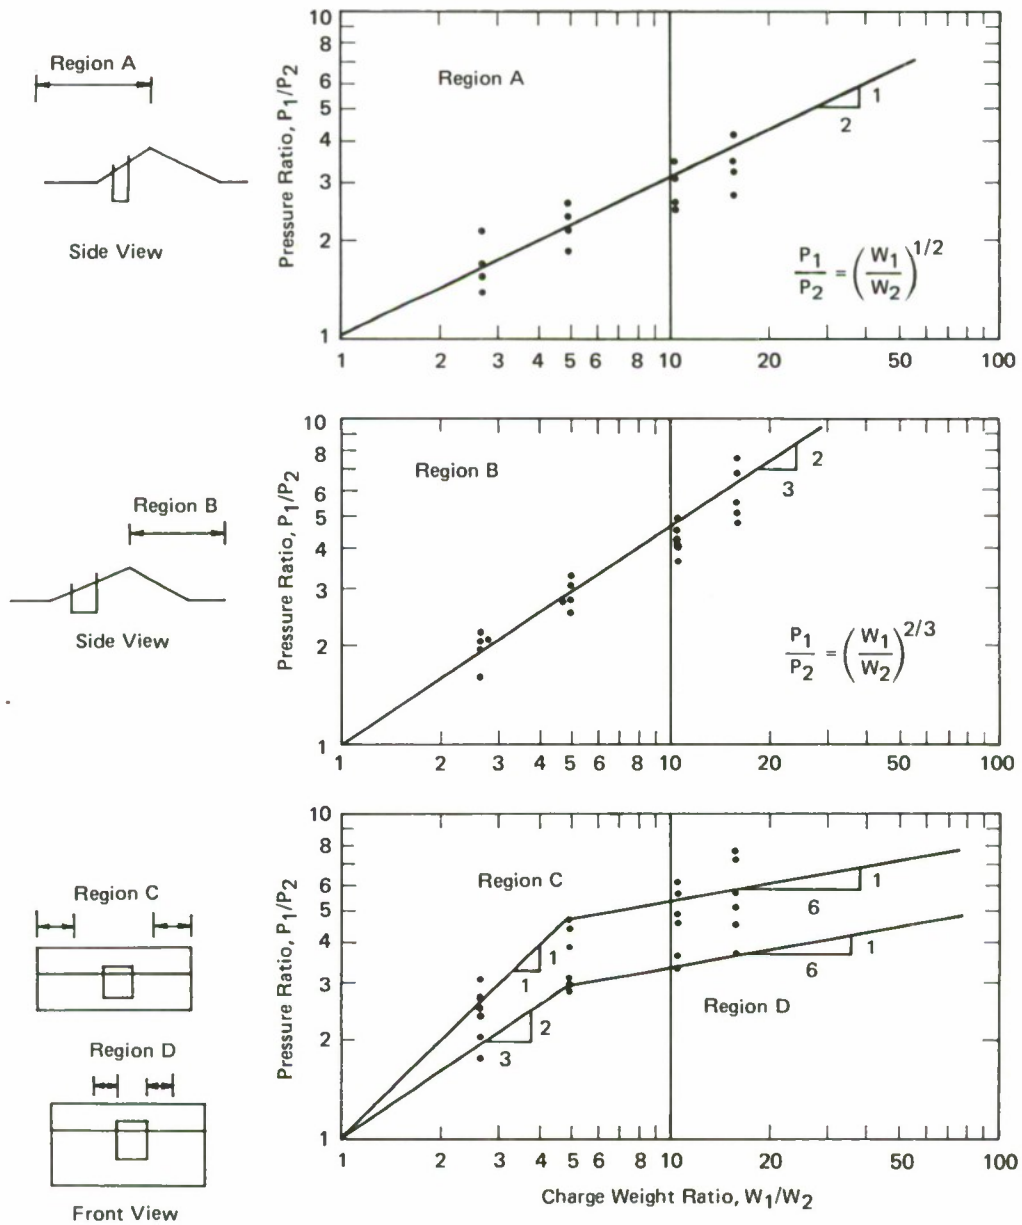 Region A
Side View
Pressure Ratio, P1/P2
10
8
6
5
4
3
2
1
Region A
1
2
P1/P2 = (W1/W2)^1/2
1 2 3 4 5 6 8 10 20 50 100
Region B
Side View
Pressure Ratio, P1/P2
10
8
6
5
4
3
2
1
Region B
2
3
P1/P2 = (W1/W2)^2/3
1 2 3 4 5 6 8 10 20 50 100
Region C
Region D
Front View
Pressure Ratio, P1/P2
10
8
6
5
4
3
2
1
Region C
1
6
1
1
1
6
Region D
2
3
1 2 3 4 5 6 8 10 20 50 100
Charge Weight Ratio, W1/W2